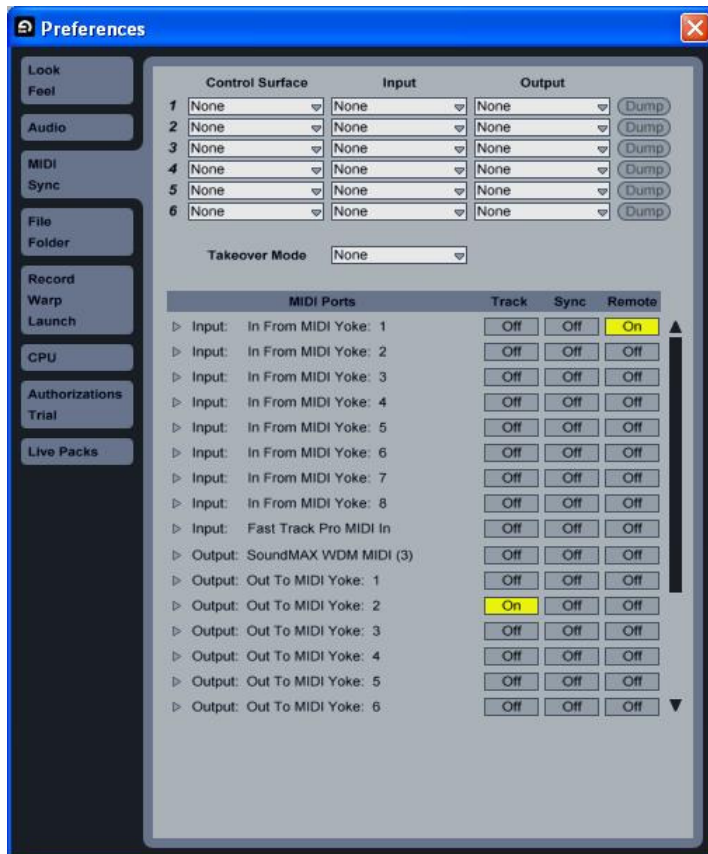 Preferences
Look
Feel
Audio
MIDI
Sync
File
Folder
Record
Warp
Launch
CPU
Authorizations
Trial
Live Packs
Control Surface Input Output
1 None None None Dump
2 None None None Dump
3 None None None Dump
4 None None None Dump
5 None None None Dump
6 None None None Dump
Takeover Mode None
MIDI Ports Track Sync Remote
Input: In From MIDI Yoke: 1 Off Off On
Input: In From MIDI Yoke: 2 Off Off Off
Input: In From MIDI Yoke: 3 Off Off Off
Input: In From MIDI Yoke: 4 Off Off Off
Input: In From MIDI Yoke: 5 Off Off Off
Input: In From MIDI Yoke: 6 Off Off Off
Input: In From MIDI Yoke: 7 Off Off Off
Input: In From MIDI Yoke: 8 Off Off Off
Input: Fast Track Pro MIDI In Off Off Off
Output: SoundMAX WDM MIDI (3) Off Off Off
Output: Out To MIDI Yoke: 1 Off Off Off
Output: Out To MIDI Yoke: 2 On Off Off
Output: Out To MIDI Yoke: 3 Off Off Off
Output: Out To MIDI Yoke: 4 Off Off Off
Output: Out To MIDI Yoke: 5 Off Off Off
Output: Out To MIDI Yoke: 6 Off Off Off